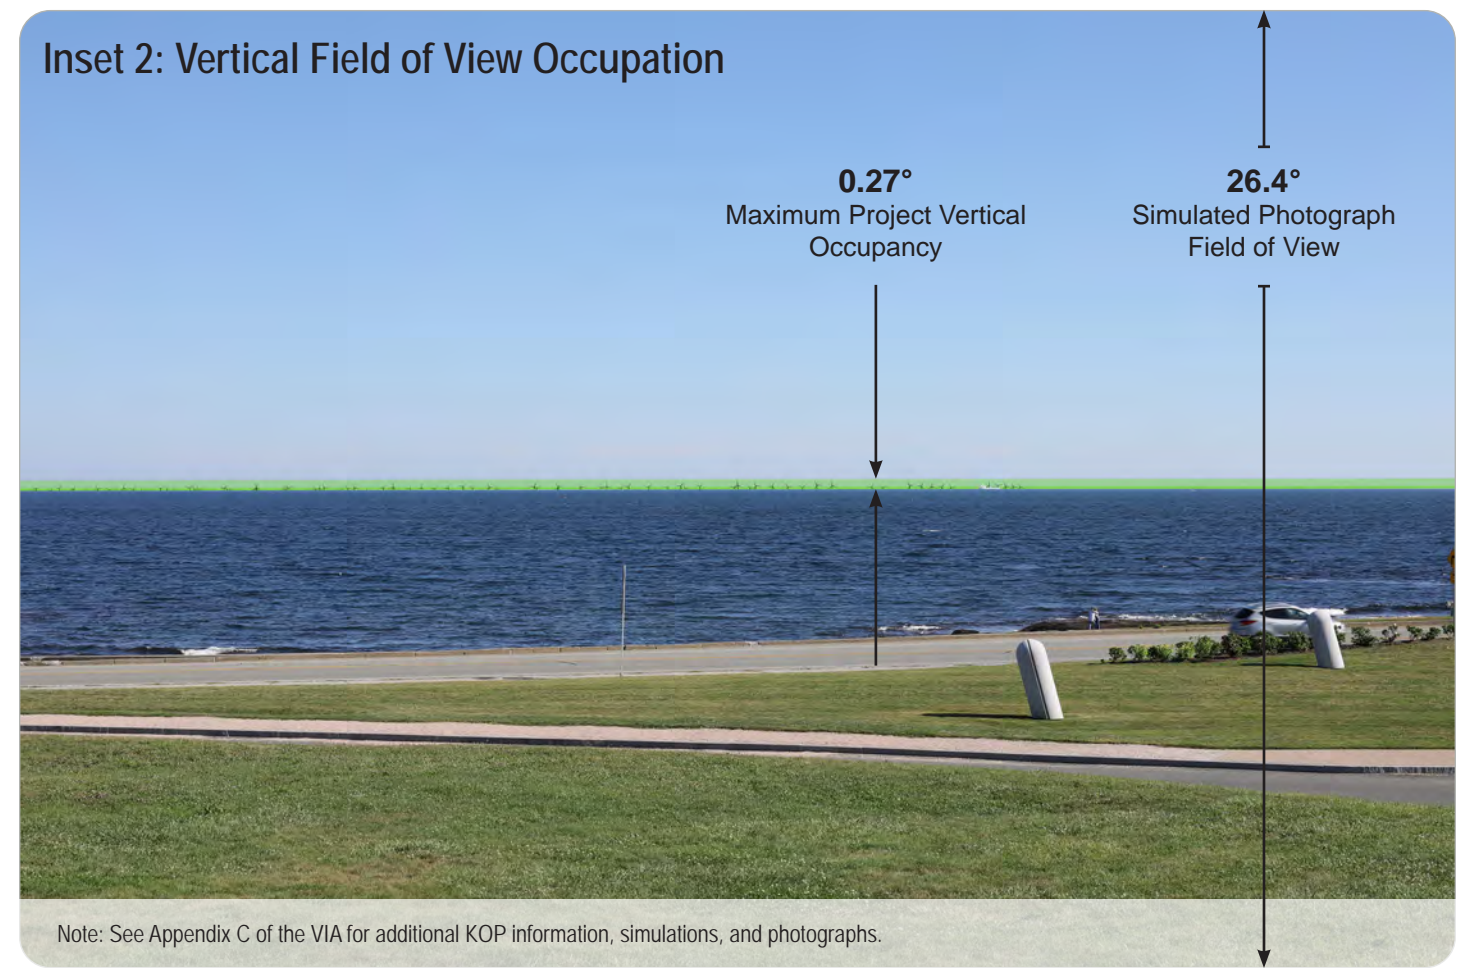 Inset 2: Vertical Field of View Occupation
0.27°
Maximum Project Vertical
Occupancy
26.4°
Simulated Photograph
Field of View
Note: See Appendix C of the VIA for additional KOP information, simulations, and photographs.